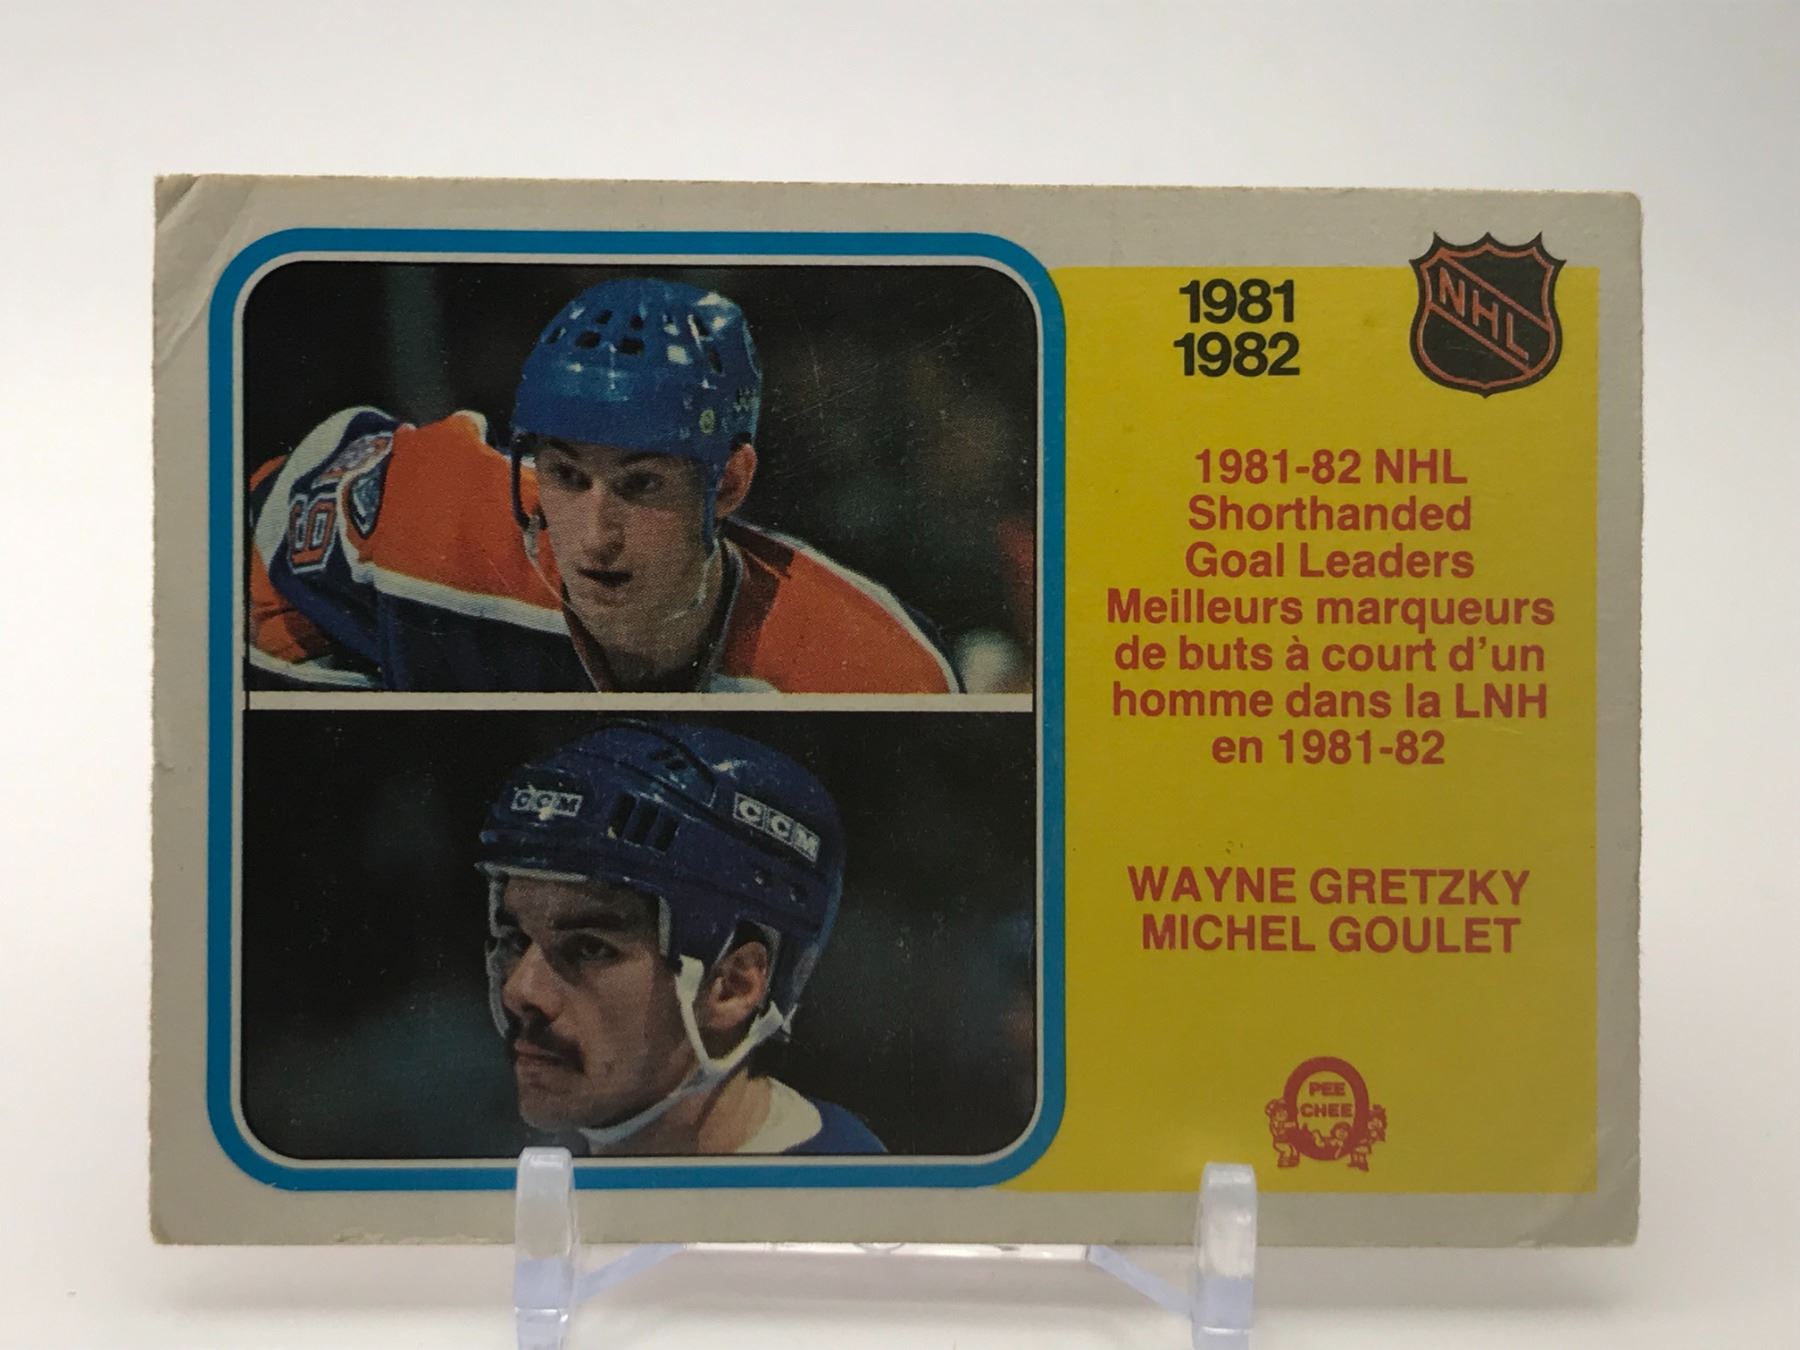 1981
1982
NHL
1981-82 NHL
Shorthanded
Goal Leaders
Meilleurs marqueurs
de buts à court d'un
homme dans la LNH
en 1981-82
WAYNE GRETZKY
MICHEL GOULET
PEE
CHEE
CCM
CCM